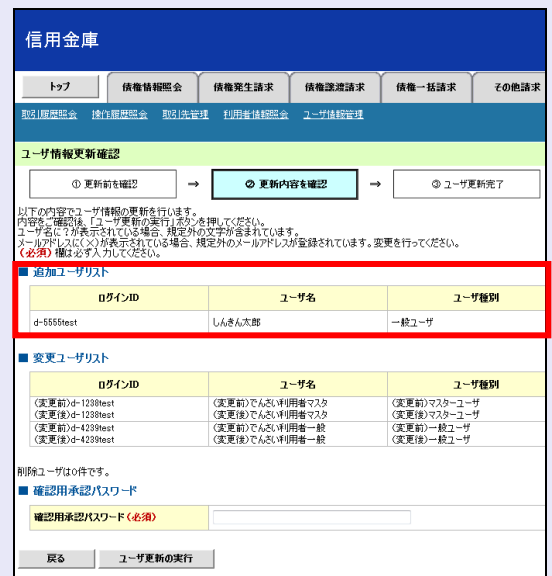 信用金庫
トップ 債権情報照会 債権発生請求 債権譲渡請求 債権一括請求 その他請求
取引履歴照会 操作履歴照会 取引先管理 利用者情報照会 ユーザ情報管理
ユーザ情報更新確認
① 更新前を確認 → ② 更新内容を確認 → ③ ユーザ更新完了
以下の内容でユーザ情報の更新を行います。
内容をご確認後、「ユーザ更新の実行」ボタンを押してください。
ユーザ名に?が表示されている場合、規定外の文字が含まれています。
メールアドレスに(×)が表示されている場合、規定外のメールアドレスが登録されています。変更を行ってください。
(必須)欄は必ず入力してください。
■ 追加ユーザリスト
ログインID ユーザ名 ユーザ種別
d-5555test しんきん太郎 一般ユーザ
■ 変更ユーザリスト
ログインID ユーザ名 ユーザ種別
(変更前)d-1238test (変更前)でんさい利用者マスタ (変更前)マスターユーザ
(変更後)d-1238test (変更後)でんさい利用者マスタ (変更後)マスターユーザ
(変更前)d-4239test (変更前)でんさい利用者一般 (変更前)一般ユーザ
(変更後)d-4239test (変更後)でんさい利用者一般 (変更後)一般ユーザ
削除ユーザは0件です。
■ 確認用承認パスワード
確認用承認パスワード(必須)
戻る ユーザ更新の実行